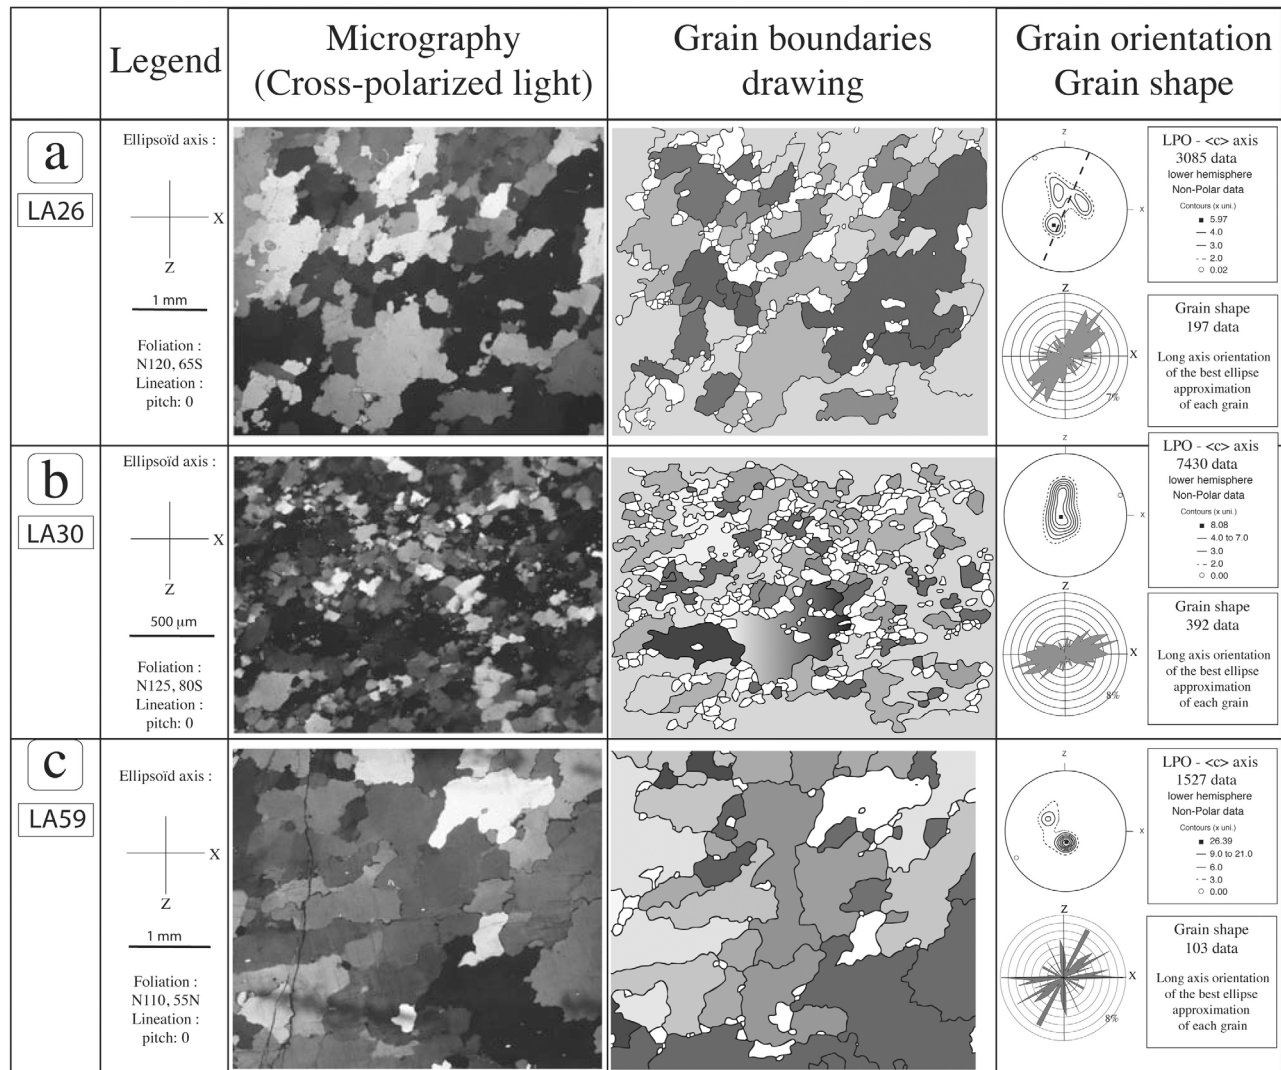 Legend
Micrography
(Cross-polarized light)
Grain boundaries
drawing
Grain orientation
Grain shape
a
LA26
Ellipsoïd axis :
X
Z
1 mm
Foliation :
N120, 65S
Lineation :
pitch: 0
Z
X
LPO - <c> axis
3085 data
lower hemisphere
Non-Polar data
Contours (x uni.)
5.97
4.0
3.0
2.0
0.02
Z
X
7%
Grain shape
197 data
Long axis orientation
of the best ellipse
approximation
of each grain
b
LA30
Ellipsoïd axis :
X
Z
500 µm
Foliation :
N125, 80S
Lineation :
pitch: 0
Z
X
LPO - <c> axis
7430 data
lower hemisphere
Non-Polar data
Contours (x uni.)
8.08
4.0 to 7.0
3.0
2.0
0.00
Z
X
8%
Grain shape
392 data
Long axis orientation
of the best ellipse
approximation
of each grain
c
LA59
Ellipsoïd axis :
X
Z
1 mm
Foliation :
N110, 55N
Lineation :
pitch: 0
Z
X
LPO - <c> axis
1527 data
lower hemisphere
Non-Polar data
Contours (x uni.)
26.39
9.0 to 21.0
6.0
3.0
0.00
Z
X
8%
Grain shape
103 data
Long axis orientation
of the best ellipse
approximation
of each grain